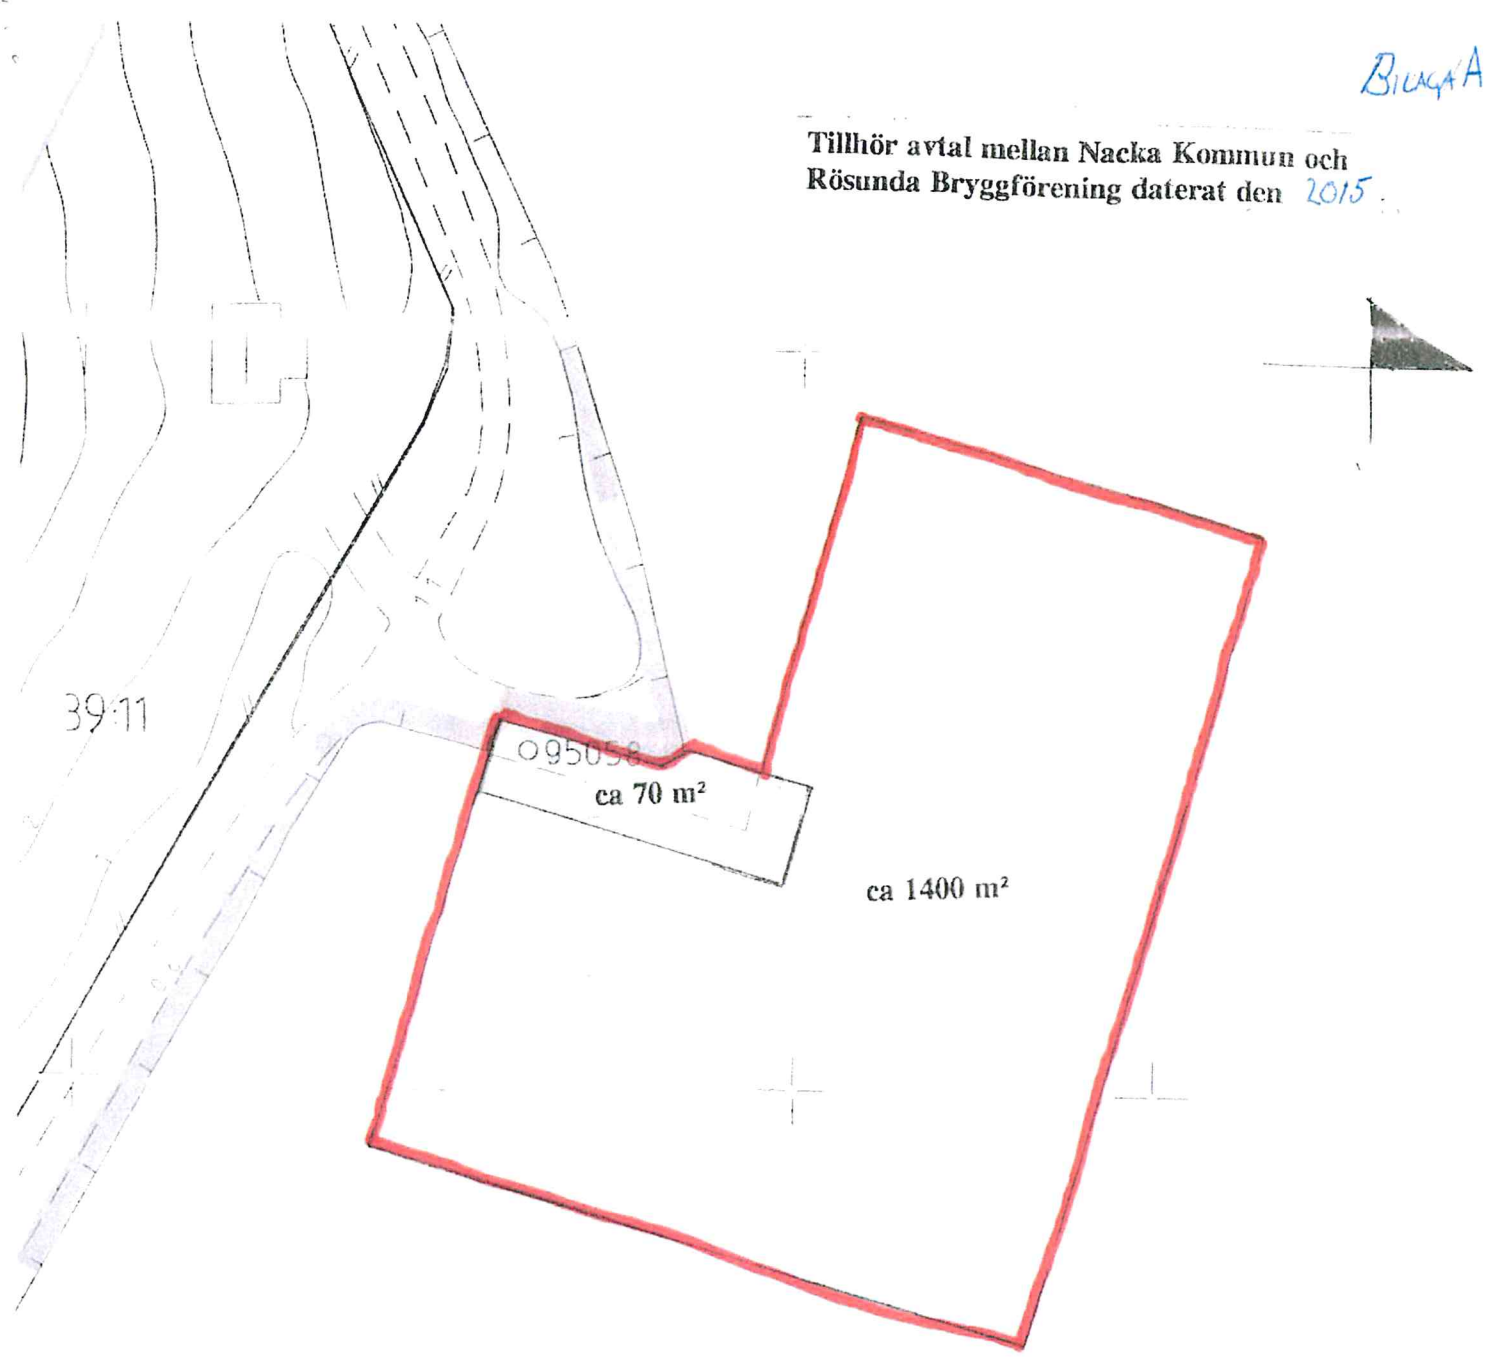 BILAGA A
Tillhör avtal mellan Nacka Kommun och
Rösunda Bryggförening daterat den 2015.
39:11
095058
ca 70 m²
ca 1400 m²